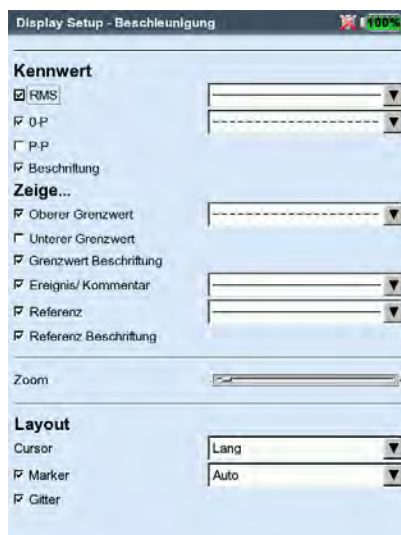 Display Setup - Beschleunigung 100%
Kennwert
RMS
0-P
P-P
Beschriftung
Zeige...
Oberer Grenzwert
Unterer Grenzwert
Grenzwert Beschriftung
Ereignis/ Kommentar
Referenz
Referenz Beschriftung
Zoom
Layout
Cursor Lang
Marker Auto
Gitter